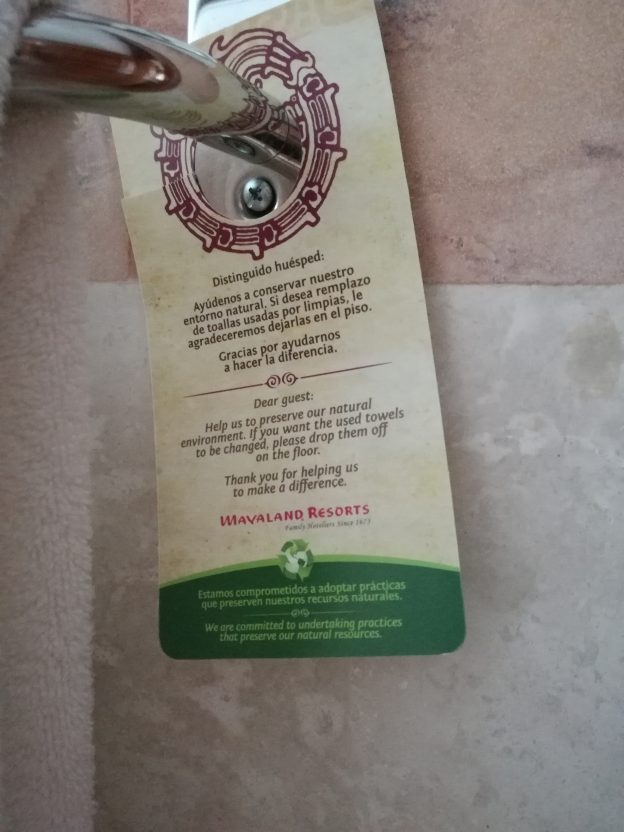 Distinguido huésped:
Ayúdenos a conservar nuestro
entorno natural. Si desea remplazo
de toallas usadas por limpias, le
agradeceremos dejarlas en el piso.
Gracias por ayudarnos
a hacer la diferencia.
Dear guest:
Help us to preserve our natural
environment. If you want the used towels
to be changed, please drop them off
on the floor.
Thank you for helping us
to make a difference.
MAYALAND RESORTS
Family Hoteliers Since 1923
Estamos comprometidos a adoptar prácticas
que preserven nuestros recursos naturales.
We are committed to undertaking practices
that preserve our natural resources.